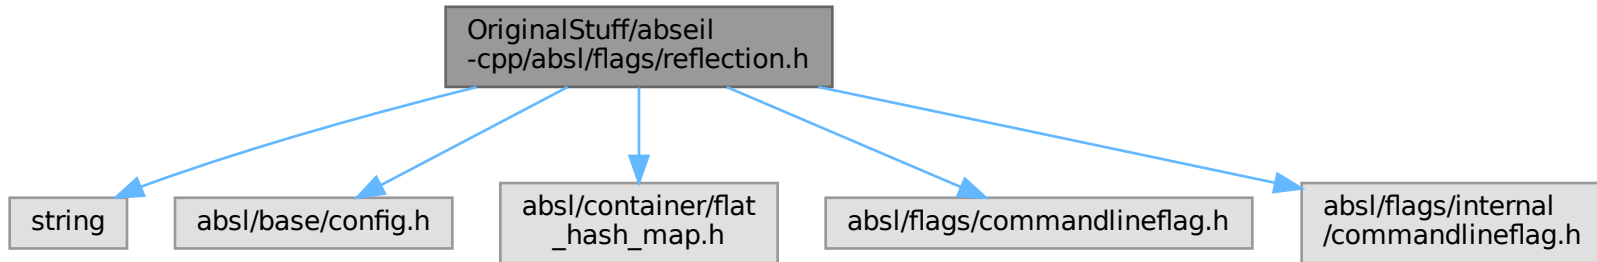 OriginalStuff/abseil
-cpp/absl/flags/reflection.h
string
absl/base/config.h
absl/container/flat
_hash_map.h
absl/flags/commandlineflag.h
absl/flags/internal
/commandlineflag.h